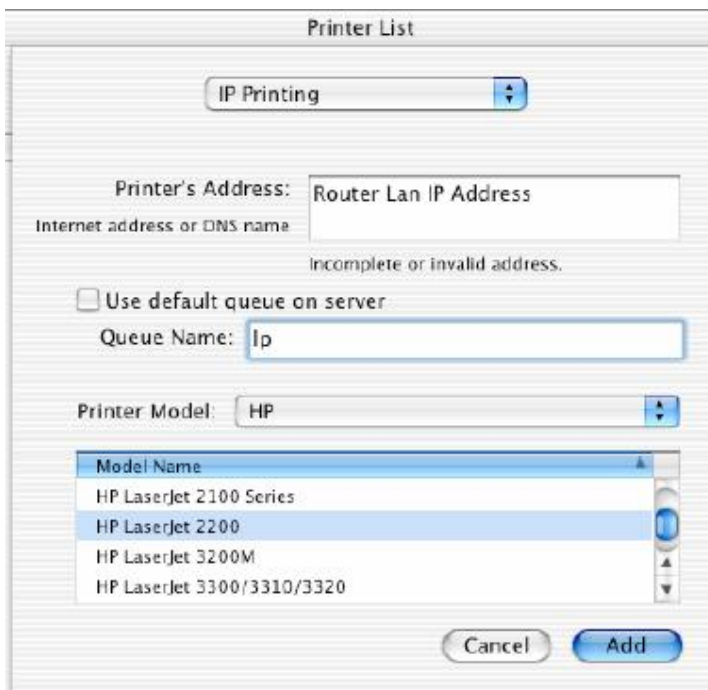 Printer List
IP Printing
Printer's Address:
Router Lan IP Address
Internet address or DNS name
Incomplete or invalid address.
Use default queue on server
Queue Name:
lp
Printer Model:
HP
Model Name
HP LaserJet 2100 Series
HP LaserJet 2200
HP LaserJet 3200M
HP LaserJet 3300/3310/3320
Cancel
Add